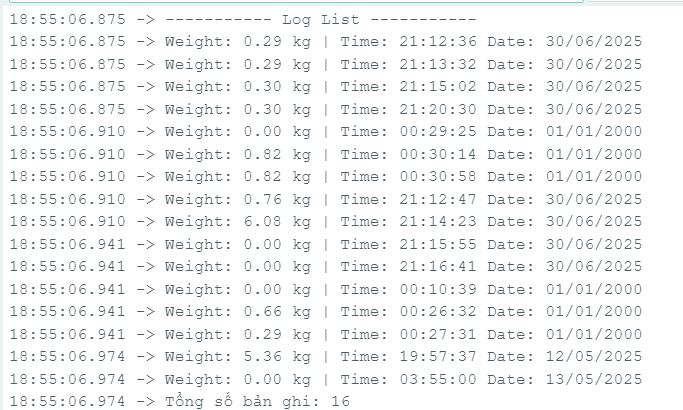 18:55:06.875 -> ----------- Log List -----------
18:55:06.875 -> Weight: 0.29 kg | Time: 21:12:36 Date: 30/06/2025
18:55:06.875 -> Weight: 0.29 kg | Time: 21:13:32 Date: 30/06/2025
18:55:06.875 -> Weight: 0.30 kg | Time: 21:15:02 Date: 30/06/2025
18:55:06.875 -> Weight: 0.30 kg | Time: 21:20:30 Date: 30/06/2025
18:55:06.910 -> Weight: 0.00 kg | Time: 00:29:25 Date: 01/01/2000
18:55:06.910 -> Weight: 0.82 kg | Time: 00:30:14 Date: 01/01/2000
18:55:06.910 -> Weight: 0.82 kg | Time: 00:30:58 Date: 01/01/2000
18:55:06.910 -> Weight: 0.76 kg | Time: 21:12:47 Date: 30/06/2025
18:55:06.910 -> Weight: 6.08 kg | Time: 21:14:23 Date: 30/06/2025
18:55:06.941 -> Weight: 0.00 kg | Time: 21:15:55 Date: 30/06/2025
18:55:06.941 -> Weight: 0.00 kg | Time: 21:16:41 Date: 30/06/2025
18:55:06.941 -> Weight: 0.00 kg | Time: 00:10:39 Date: 01/01/2000
18:55:06.941 -> Weight: 0.66 kg | Time: 00:26:32 Date: 01/01/2000
18:55:06.941 -> Weight: 0.29 kg | Time: 00:27:31 Date: 01/01/2000
18:55:06.974 -> Weight: 5.36 kg | Time: 19:57:37 Date: 12/05/2025
18:55:06.974 -> Weight: 0.00 kg | Time: 03:55:00 Date: 13/05/2025
18:55:06.974 -> Tổng số bản ghi: 16